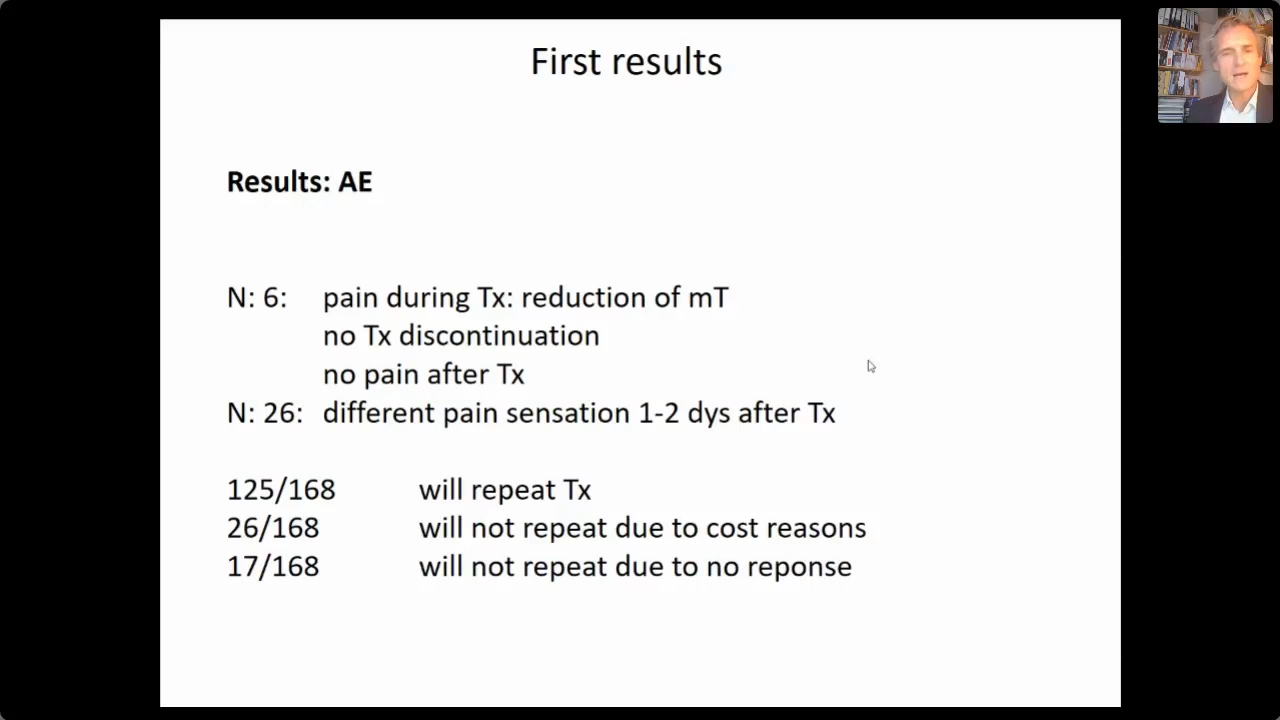 First results
Results: AE
N: 6: pain during Tx: reduction of mT
no Tx discontinuation
no pain after Tx
N: 26: different pain sensation 1-2 dys after Tx
125/168 will repeat Tx
26/168 will not repeat due to cost reasons
17/168 will not repeat due to no reponse